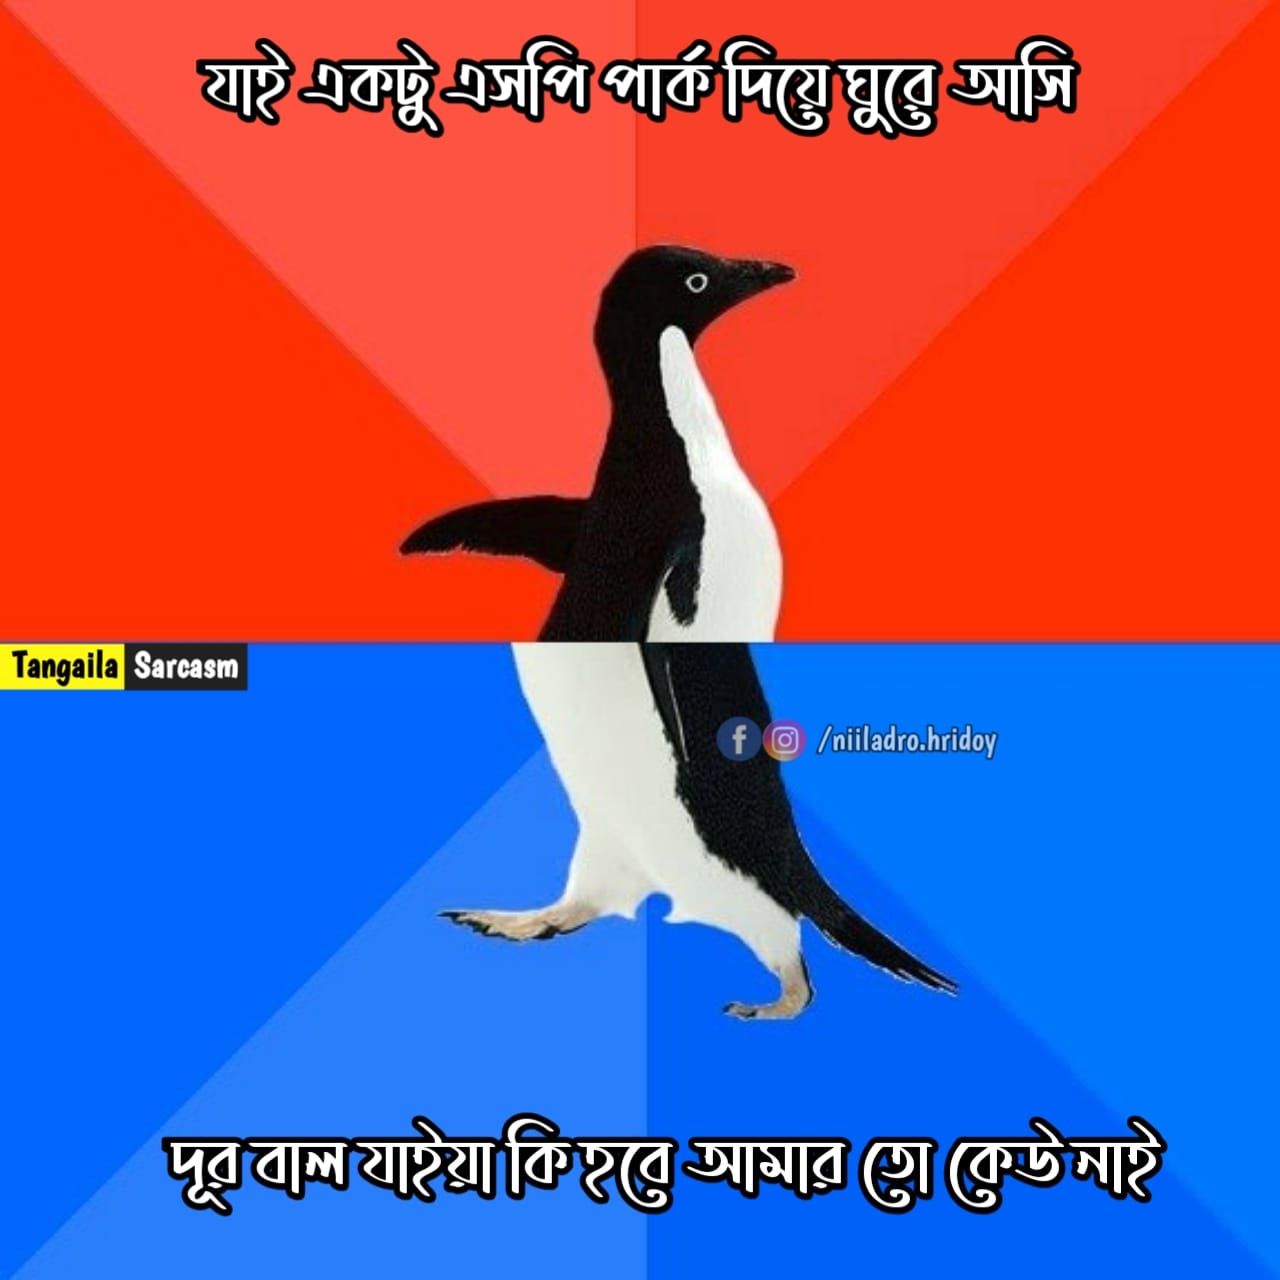 যাই একটু এসপি পার্ক দিয়ে ঘুরে আসি
Tangaila Sarcasm
/niiladro.hridoy
দূর বাল যাইয়া কি হবে আমার তো কেউ নাই